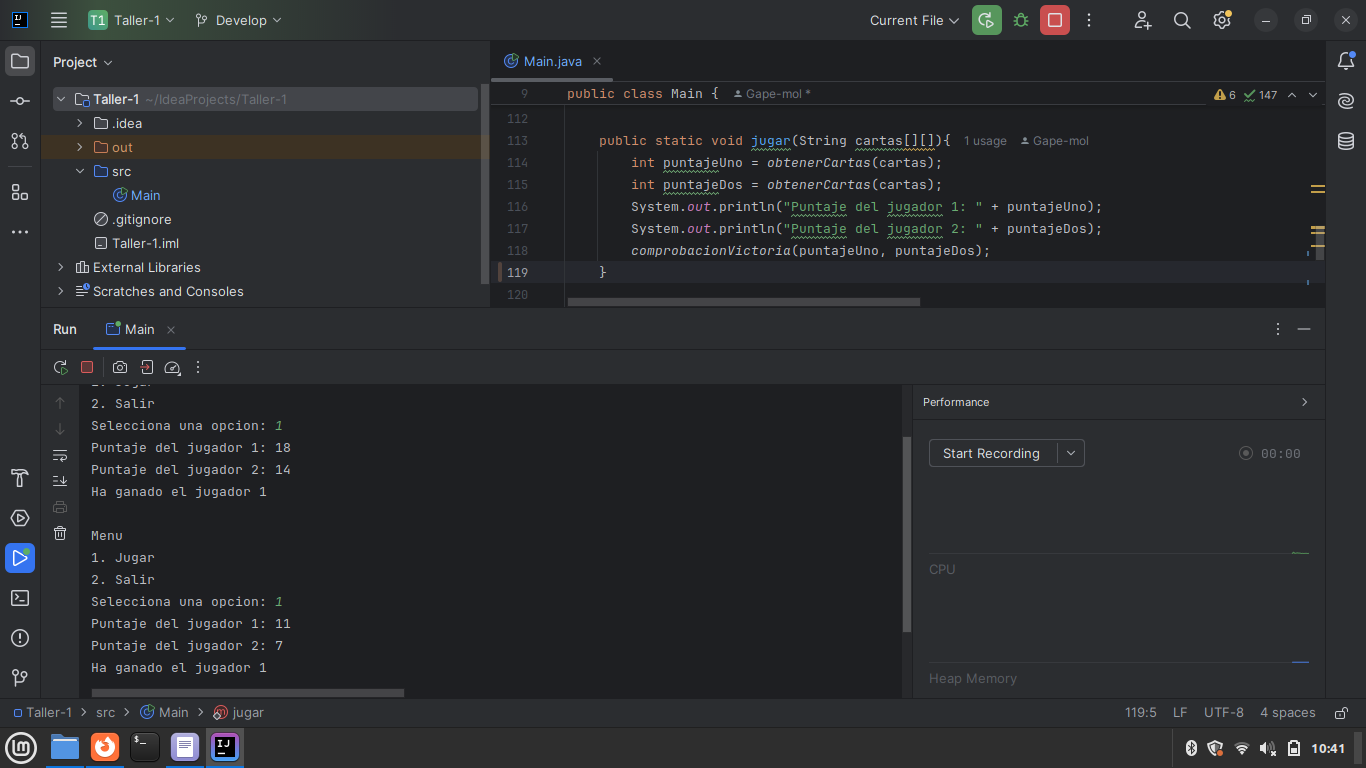 T1 Taller-1 Develop Current File
Project
Main.java
Taller-1 ~/IdeaProjects/Taller-1
.idea
out
src
Main
.gitignore
Taller-1.iml
External Libraries
Scratches and Consoles
9 public class Main { Gape-mol * 6 147
112
113 public static void jugar(String cartas[][]){ 1 usage Gape-mol
114 int puntajeUno = obtenerCartas(cartas);
115 int puntajeDos = obtenerCartas(cartas);
116 System.out.println("Puntaje del jugador 1: " + puntajeUno);
117 System.out.println("Puntaje del jugador 2: " + puntajeDos);
118 comprobacionVictoria(puntajeUno, puntajeDos);
119 }
120
Run Main
2. Salir
Selecciona una opcion: 1
Puntaje del jugador 1: 18
Puntaje del jugador 2: 14
Ha ganado el jugador 1
Menu
1. Jugar
2. Salir
Selecciona una opcion: 1
Puntaje del jugador 1: 11
Puntaje del jugador 2: 7
Ha ganado el jugador 1
Performance
Start Recording 00:00
CPU
Heap Memory
Taller-1 src Main jugar 119:5 LF UTF-8 4 spaces
10:41